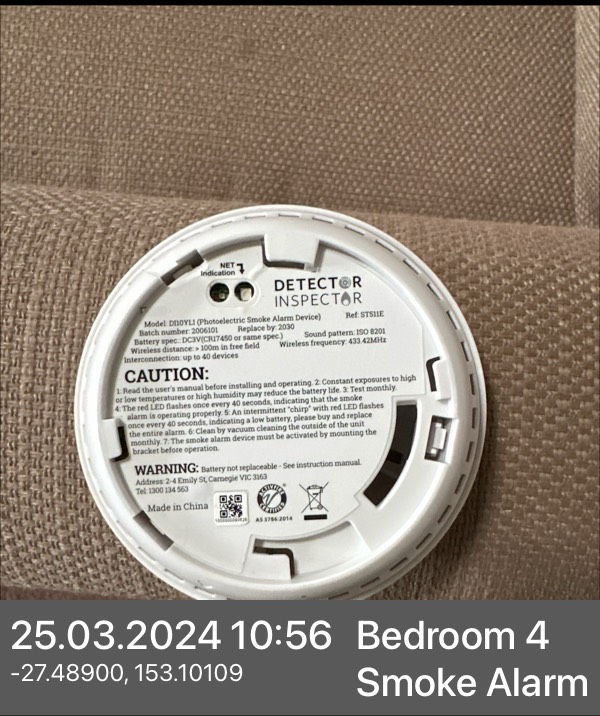 NET
Indication
DETECTOR
INSPECTOR
Model: DI10YL1 (Photoelectric Smoke Alarm Device) Ref: ST511E
Batch number: 2006101 Replace by: 2030
Battery spec.: DC3V(CR17450 or same spec.) Sound pattern: ISO 8201
Wireless distance: > 100m in free field Wireless frequency: 433.42MHz
Interconnection: up to 40 devices
CAUTION:
1: Read the user's manual before installing and operating. 2: Constant exposures to high
or low temperatures or high humidity may reduce the battery life. 3: Test monthly.
4: The red LED flashes once every 40 seconds, indicating that the smoke
alarm is operating properly. 5: An intermittent "chirp" with red LED flashes
once every 40 seconds, indicating a low battery, please buy and replace
the entire alarm. 6: Clean by vacuum cleaning the outside of the unit
monthly. 7: The smoke alarm device must be activated by mounting the
bracket before operation.
WARNING: Battery not replaceable - See instruction manual.
Address: 2-4 Emily St, Carnegie VIC 3163
Tel: 1300 134 563
Made in China
AS 3786:2014
25.03.2024 10:56
-27.48900, 153.10109
Bedroom 4
Smoke Alarm